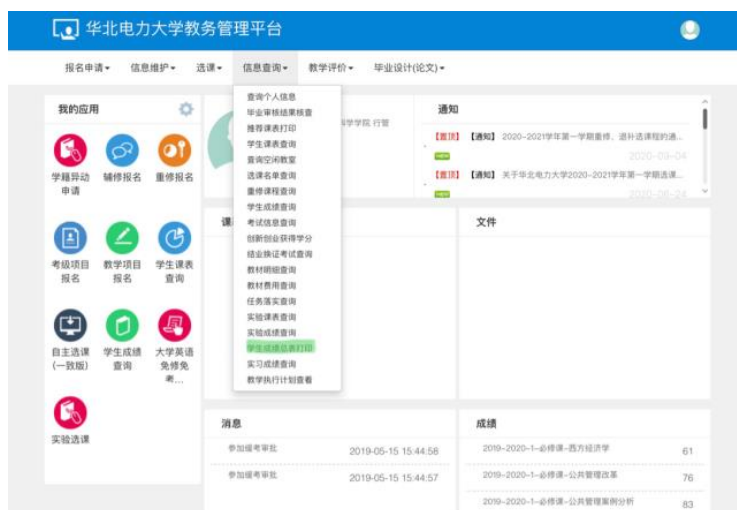 华北电力大学教务管理平台
报名申请 信息维护 选课 信息查询 教学评价 毕业设计(论文)
我的应用
学籍异动
申请
辅修报名
重修报名
考级项目
报名
教学项目
报名
学生课表
查询
自主选课
(一致版)
学生成绩
查询
大学英语
免修免
考...
实验选课
查询个人信息
毕业审核结果核查
推荐课表打印
学生课表查询
查询空闲教室
选课名单查询
重修课程查询
学生成绩查询
考试信息查询
创新创业获得学分
结业换证考试查询
教材明细查询
教材费用查询
任务落实查询
实验课表查询
实验成绩查询
学生成绩总表打印
实习成绩查询
教学执行计划查看
科学学院 行管
通知
【置顶】 【通知】 2020-2021学年第一学期重修、退补选课程的通...
NEW 2020-09-04
【置顶】 【通知】 关于华北电力大学2020-2021学年第一学期选课...
NEW 2020-06-24
课
文件
消息
参加缓考审批 2019-05-15 15:44:58
参加缓考审批 2019-05-15 15:44:57
成绩
2019-2020-1-必修课-西方经济学 61
2019-2020-1-必修课-公共管理改革 76
2019-2020-1-必修课-公共管理案例分析 83